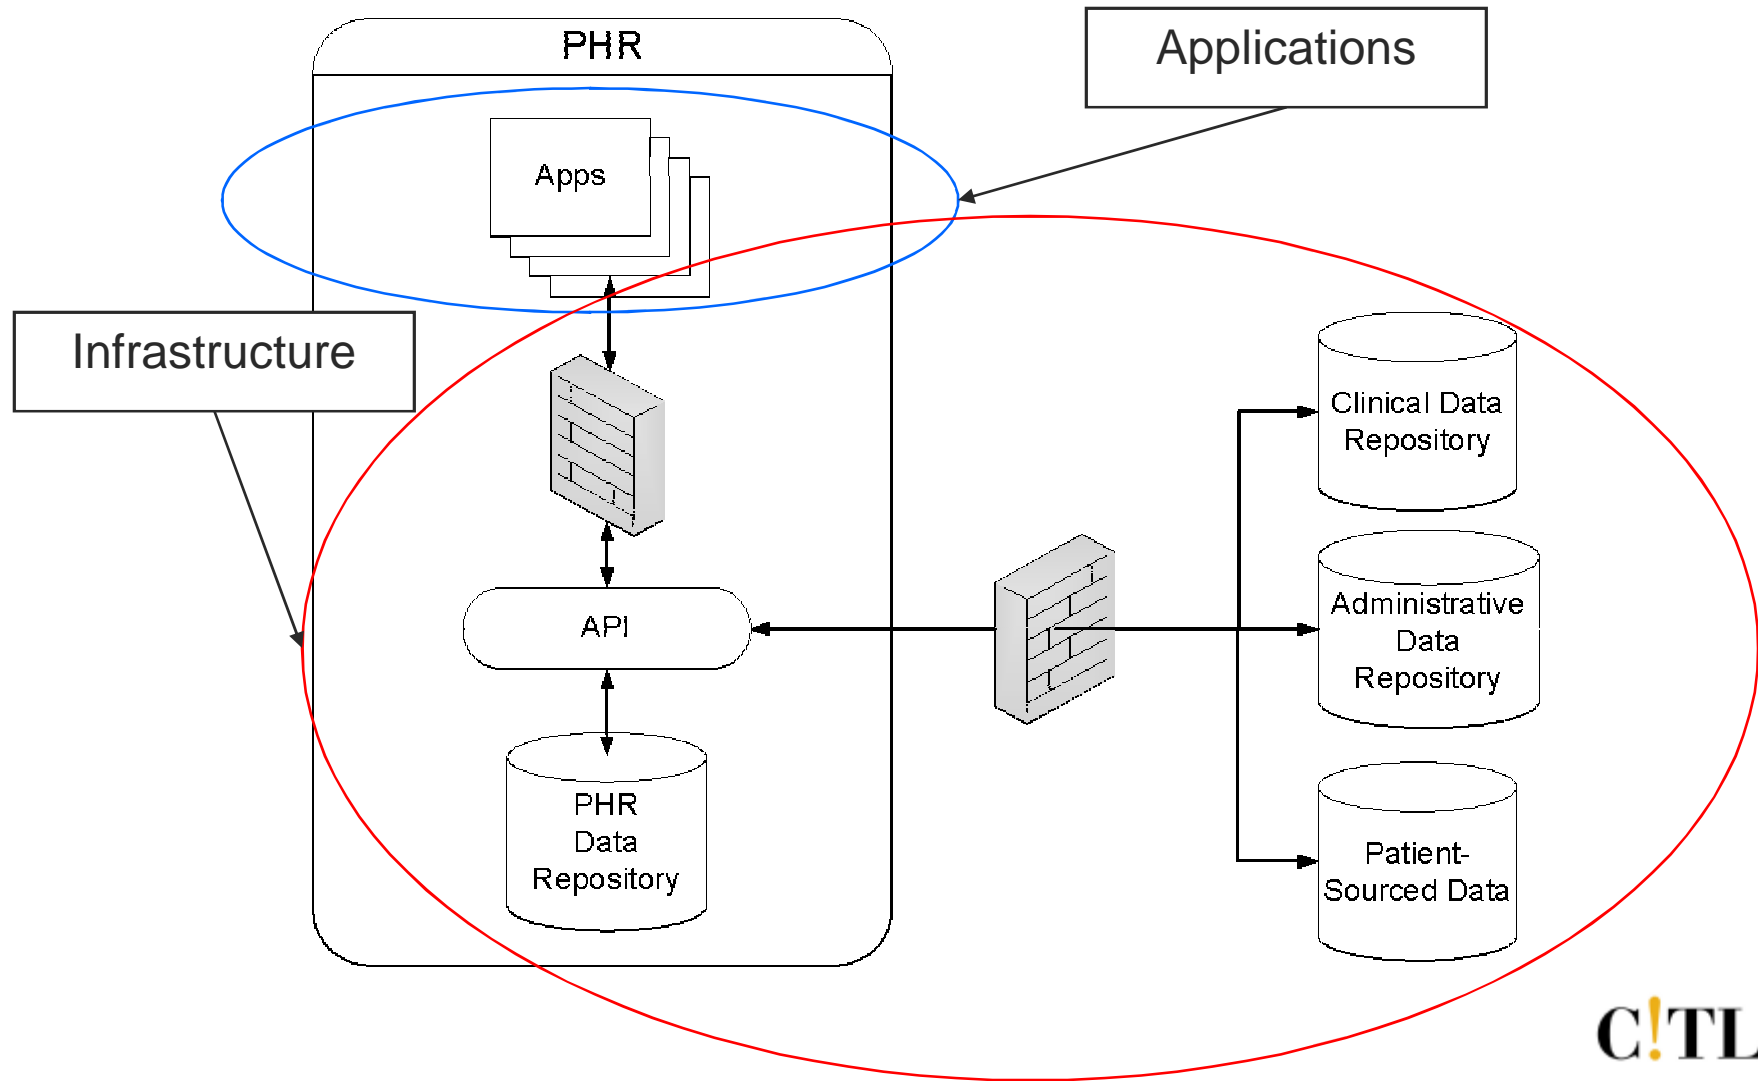 PHR
Applications
Apps
Infrastructure
Clinical Data
Repository
API
Administrative
Data
Repository
PHR
Data
Repository
Patient-
Sourced Data
C!TL